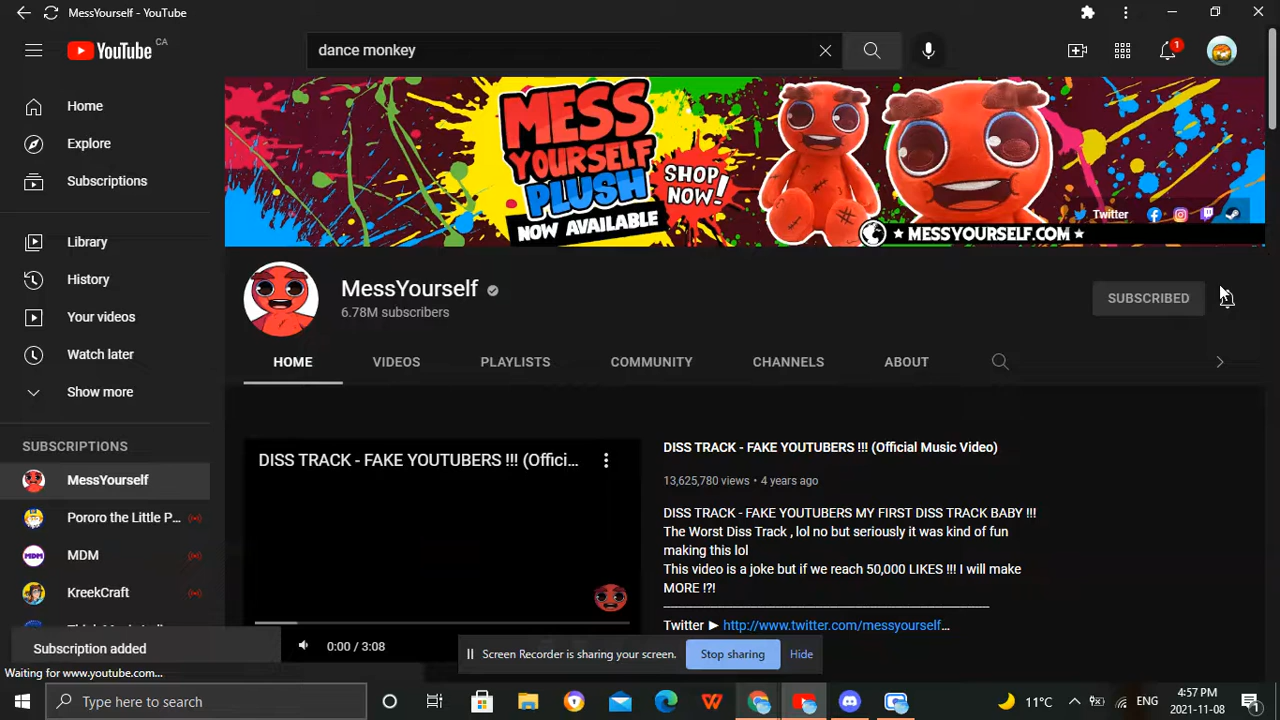 MessYourself - YouTube
YouTube CA
dance monkey
1
Home
Explore
Subscriptions
Library
History
Your videos
Watch later
Show more
SUBSCRIPTIONS
MessYourself
Pororo the Little P...
MDM
MDM
KreekCraft
MESS
YOURSELF
PLUSH
NOW AVAILABLE
SHOP
NOW!
Twitter
★ MESSYOURSELF.COM ★
MessYourself
6.78M subscribers
SUBSCRIBED
HOME
VIDEOS
PLAYLISTS
COMMUNITY
CHANNELS
ABOUT
DISS TRACK - FAKE YOUTUBERS !!! (Offici...
0:00 / 3:08
DISS TRACK - FAKE YOUTUBERS !!! (Official Music Video)
13,625,780 views • 4 years ago
DISS TRACK - FAKE YOUTUBERS MY FIRST DISS TRACK BABY !!!
The Worst Diss Track , lol no but seriously it was kind of fun
making this lol
This video is a joke but if we reach 50,000 LIKES !!! I will make
MORE !?!
------------------------------------------------------------
Twitter ► http://www.twitter.com/messyourself...
Subscription added
Waiting for www.youtube.com...
Screen Recorder is sharing your screen.
Stop sharing
Hide
Type here to search
11°C
ENG
4:57 PM
2021-11-08
1